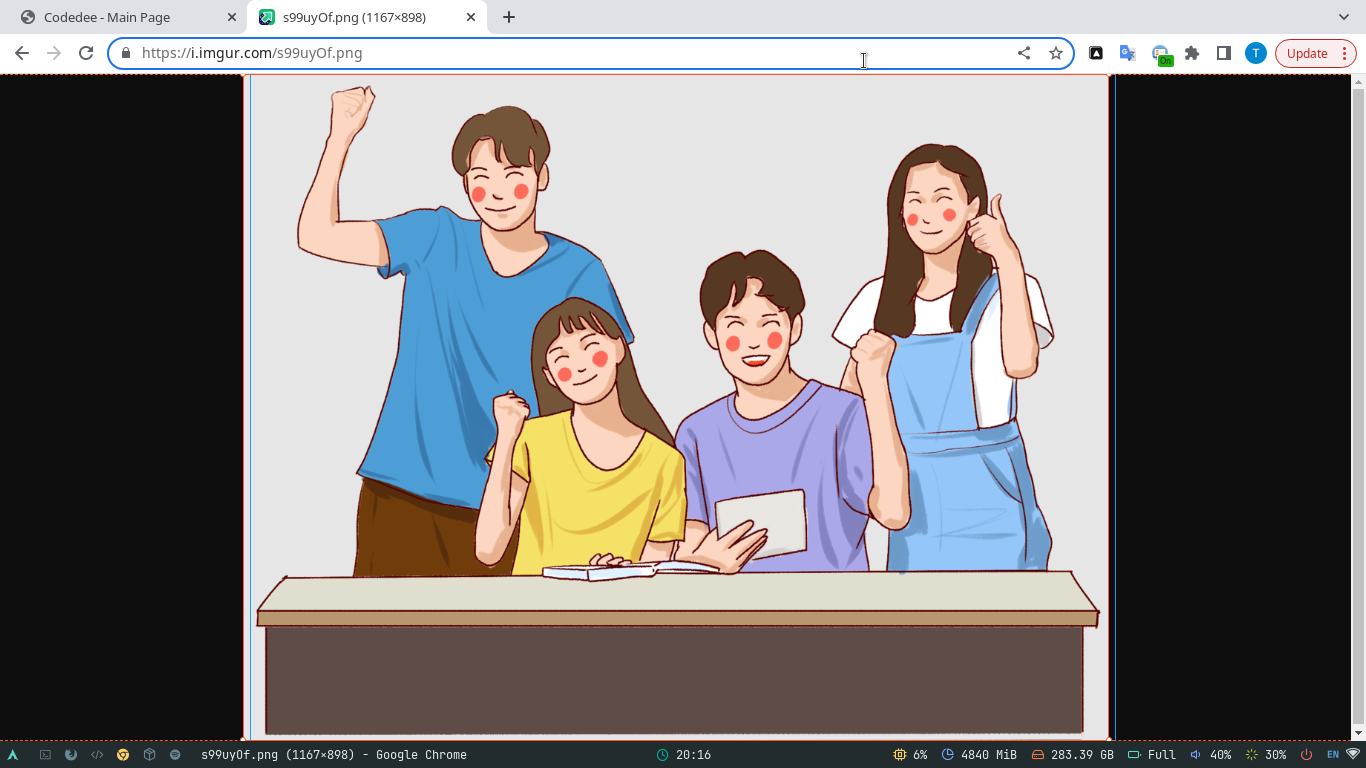 Codedee - Main Page
s99uyOf.png (1167×898)
https://i.imgur.com/s99uyOf.png
On
T
Update
s99uyOf.png (1167×898) - Google Chrome
20:16
6%
4840 MiB
283.39 GB
Full
40%
30%
EN